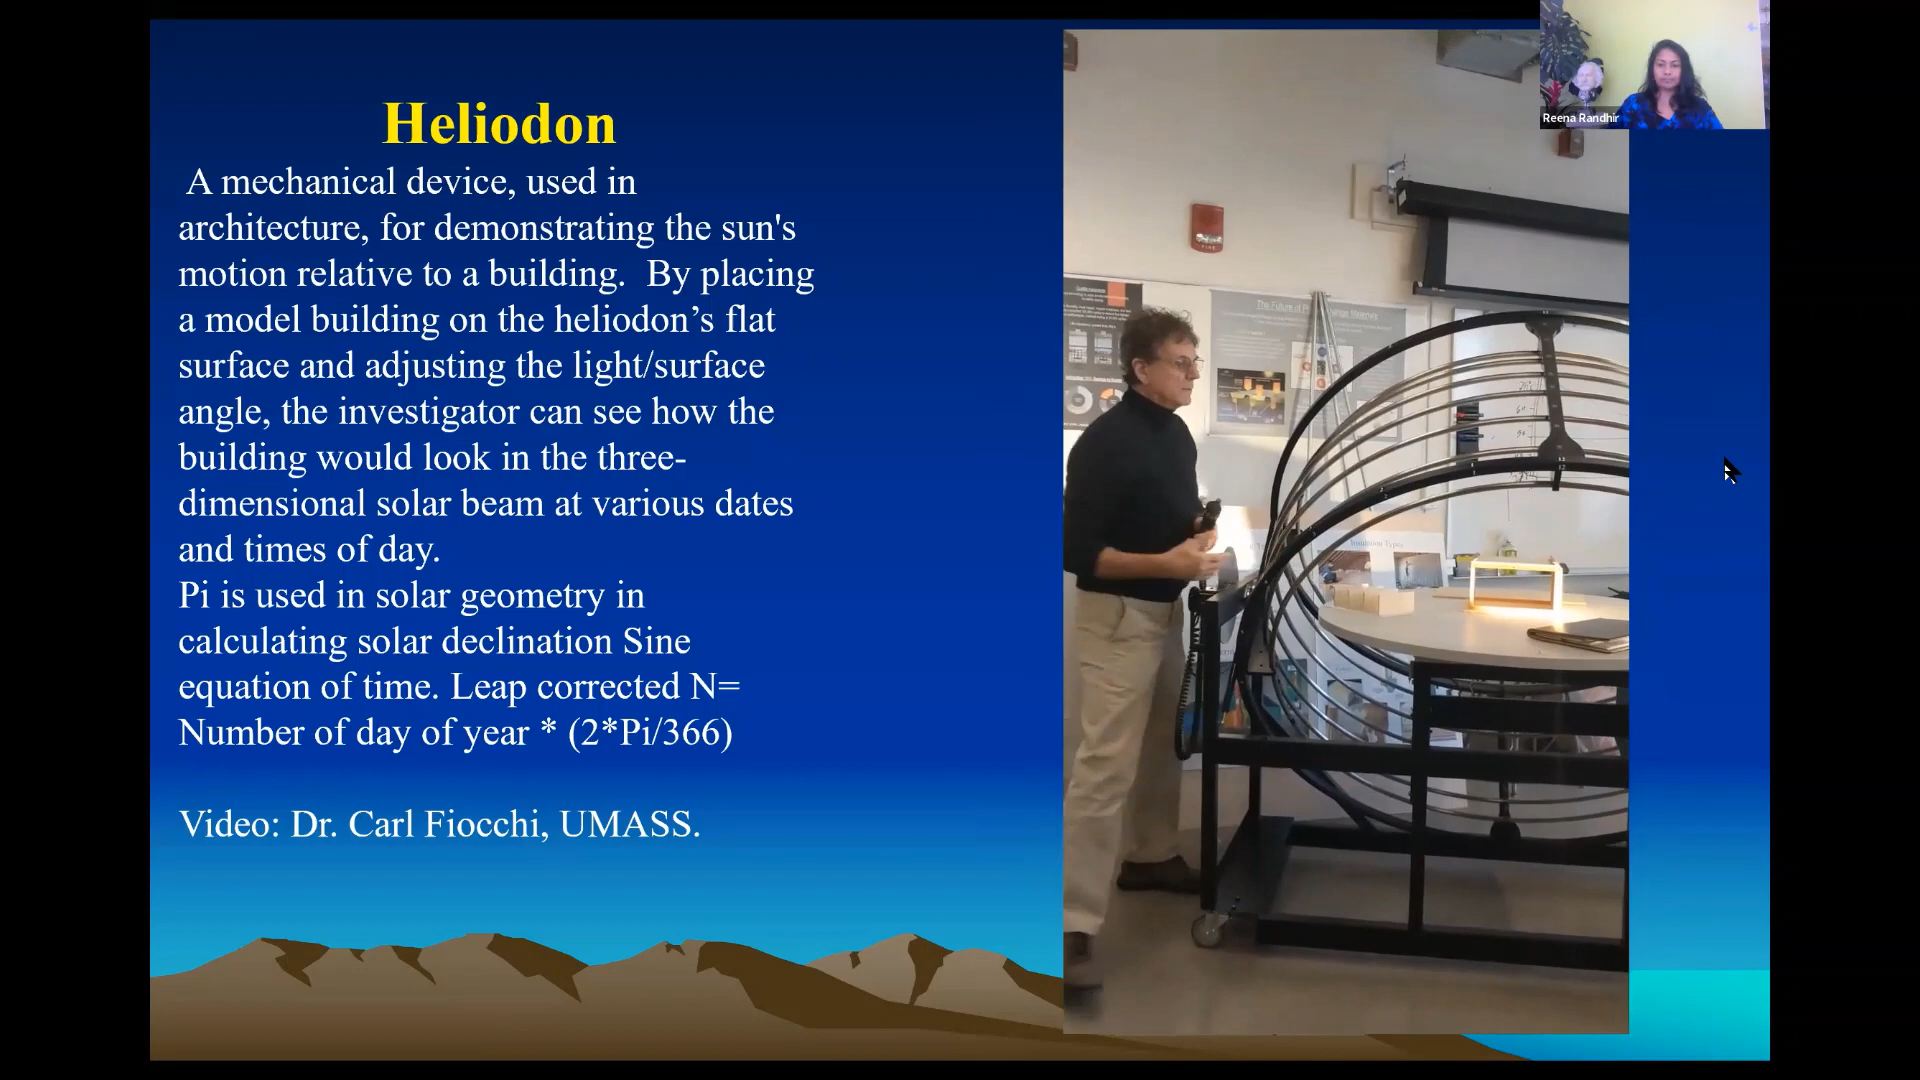 Heliodon
A mechanical device, used in
architecture, for demonstrating the sun's
motion relative to a building.  By placing
a model building on the heliodon’s flat
surface and adjusting the light/surface
angle, the investigator can see how the
building would look in the three-
dimensional solar beam at various dates
and times of day.
Pi is used in solar geometry in
calculating solar declination Sine
equation of time. Leap corrected N=
Number of day of year * (2*Pi/366)
Video: Dr. Carl Fiocchi, UMASS.
Reena Randhir
The Future of